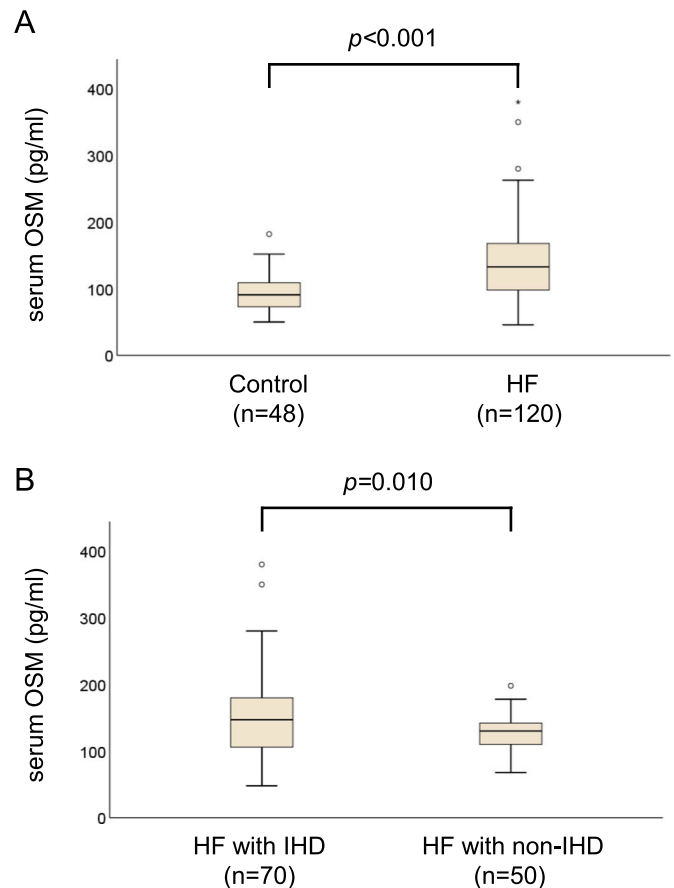 A
p<0.001
serum OSM (pg/ml)
400
300
200
100
0
*
Control
(n=48)
HF
(n=120)
B
p=0.010
serum OSM (pg/ml)
400
300
200
100
0
HF with IHD
(n=70)
HF with non-IHD
(n=50)